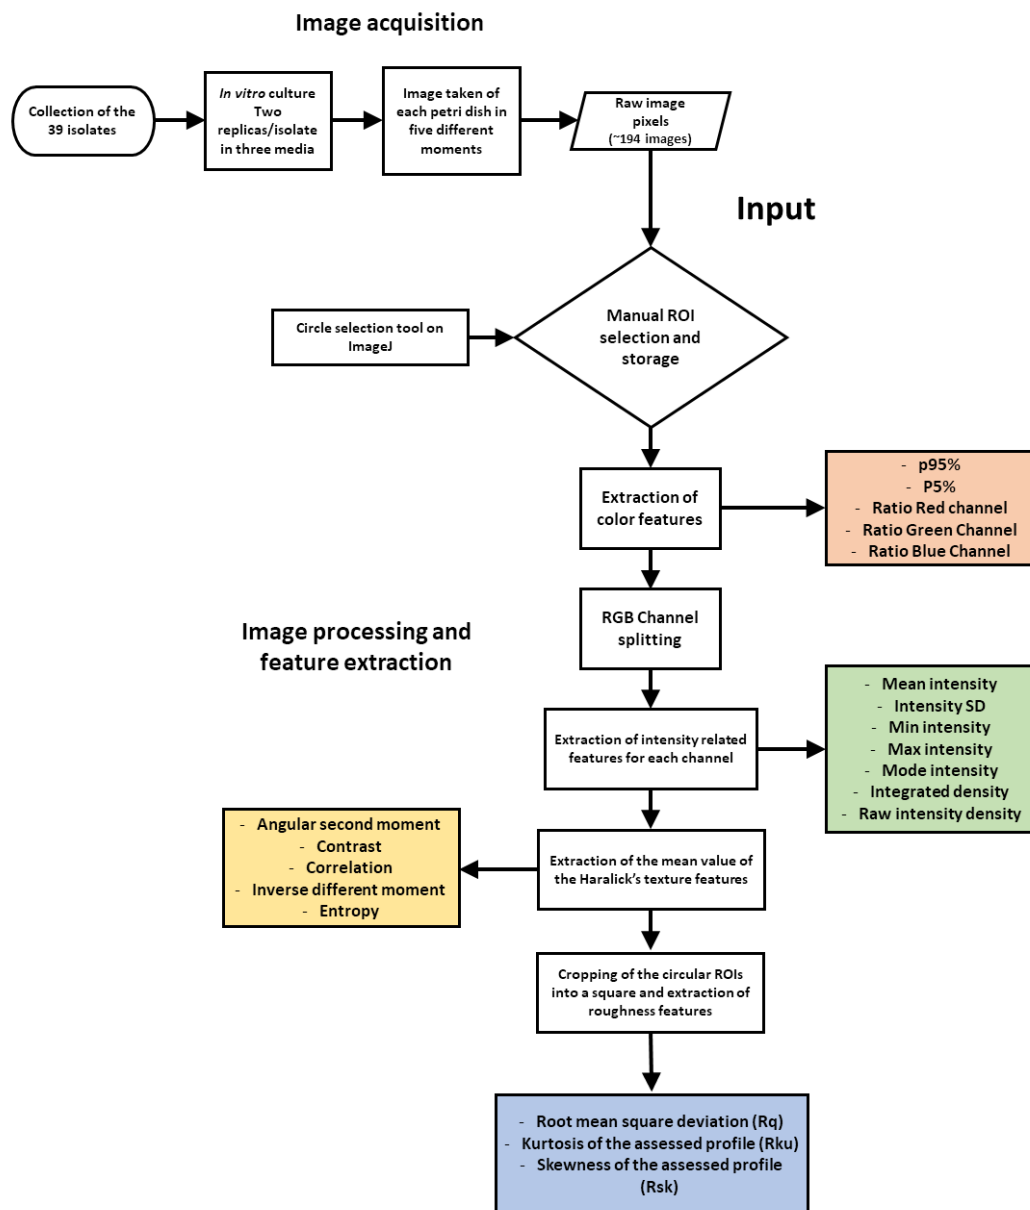 Image acquisition
Collection of the
39 isolates
In vitro culture
Two
replicas/isolate
in three media
Image taken of
each petri dish in
five different
moments
Raw image
pixels
(~194 images)
Input
Circle selection tool on
ImageJ
Manual ROI
selection and
storage
Extraction of
color features
- p95%
- P5%
- Ratio Red channel
- Ratio Green Channel
- Ratio Blue Channel
RGB Channel
splitting
Image processing and
feature extraction
Extraction of intensity related
features for each channel
- Mean intensity
- Intensity SD
- Min intensity
- Max intensity
- Mode intensity
- Integrated density
- Raw intensity density
Extraction of the mean value of
the Haralick's texture features
- Angular second moment
- Contrast
- Correlation
- Inverse different moment
- Entropy
Cropping of the circular ROIs
into a square and extraction of
roughness features
- Root mean square deviation (Rq)
- Kurtosis of the assessed profile (Rku)
- Skewness of the assessed profile
(Rsk)